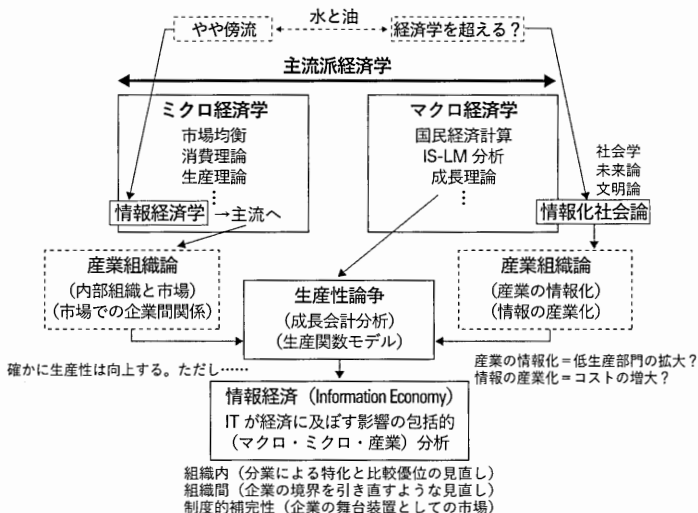 水と油
やや傍流
経済学を超える?
主流派経済学
ミクロ経済学
市場均衡
消費理論
生産理論
⋮
情報経済学
→主流へ
マクロ経済学
国民経済計算
IS-LM 分析
成長理論
⋮
社会学
未来論
文明論
情報化社会論
産業組織論
(内部組織と市場)
(市場での企業間関係)
生産性論争
(成長会計分析)
(生産関数モデル)
産業組織論
(産業の情報化)
(情報の産業化)
確かに生産性は向上する。ただし……
産業の情報化=低生産部門の拡大?
情報の産業化=コストの増大?
情報経済(Information Economy)
ITが経済に及ぼす影響の包括的
(マクロ・ミクロ・産業)分析
組織内(分業による特化と比較優位の見直し)
組織間(企業の境界を引き直すような見直し)
制度的補完性(企業の舞台装置としての市場)